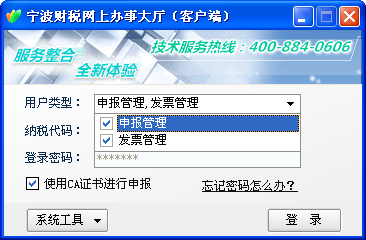 宁波财税网上办事大厅（客户端）
服务整合
全新体验
技术服务热线：400-884-0606
用户类型：
申报管理,发票管理
纳税代码：
申报管理
发票管理
登录密码：
*******
使用CA证书进行申报
忘记密码怎么办？
系统工具
登 录